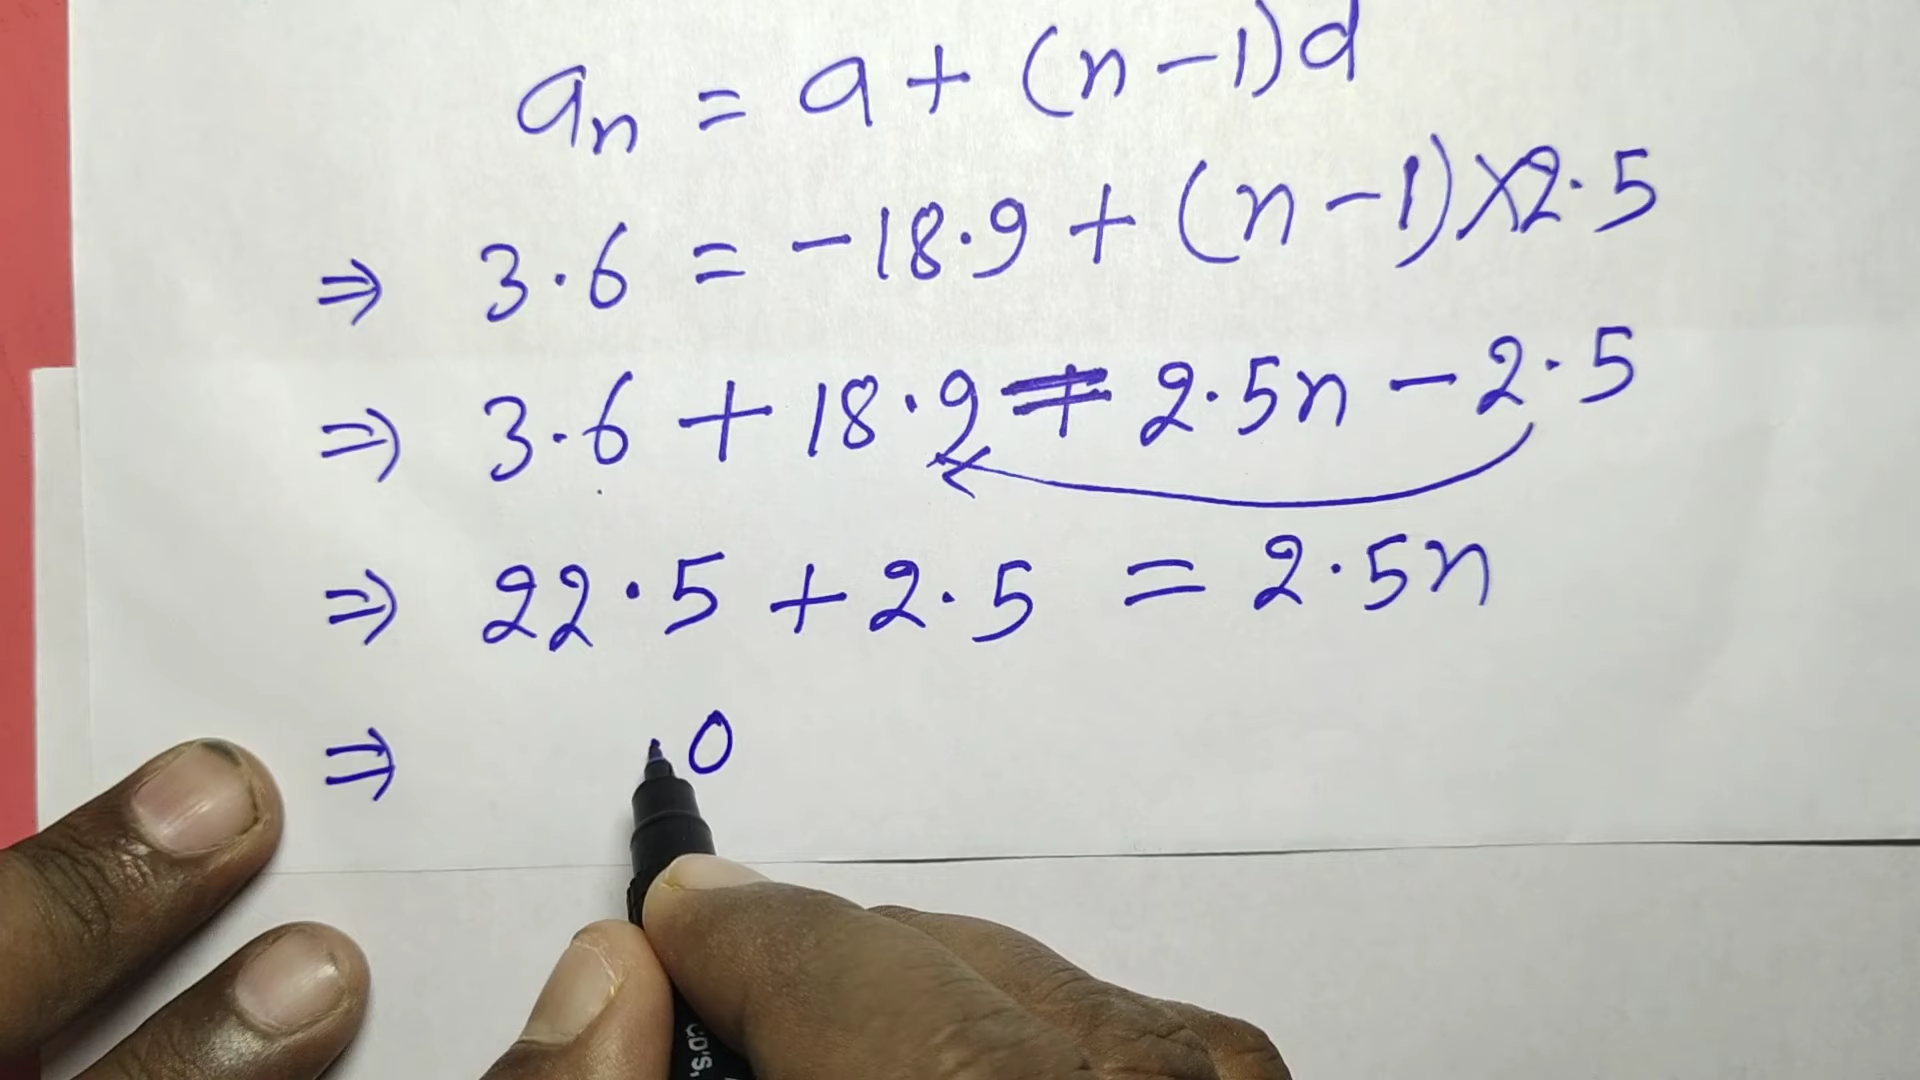 aₙ = a + (n - 1)d
⇒ 3.6 = -18.9 + (n - 1)×2.5
⇒ 3.6 + 18.9 = 2.5n - 2.5
⇒ 22.5 + 2.5 = 2.5n
⇒ .0
CD'S,